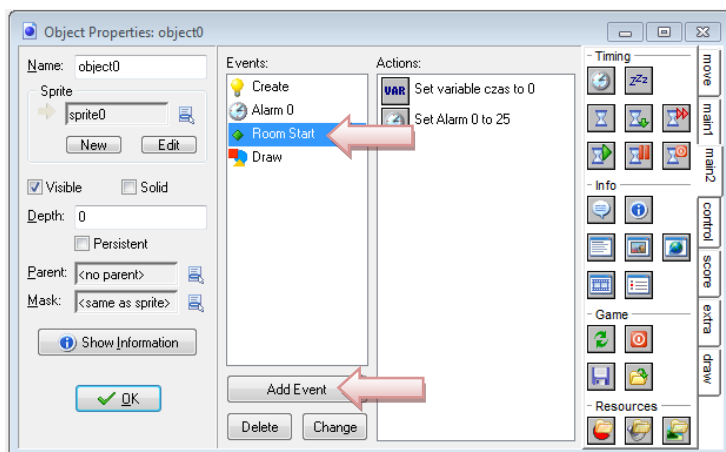 Object Properties: object0
Name: object0
Sprite
sprite0
New Edit
Visible Solid
Depth: 0
Persistent
Parent: <no parent>
Mask: <same as sprite>
Show Information
OK
Events:
Create
Alarm 0
Room Start
Draw
Add Event
Delete Change
Actions:
VAR Set variable czas to 0
Set Alarm 0 to 25
Timing
zZz
Info
Game
Resources
move
main1
main2
control
score
extra
draw